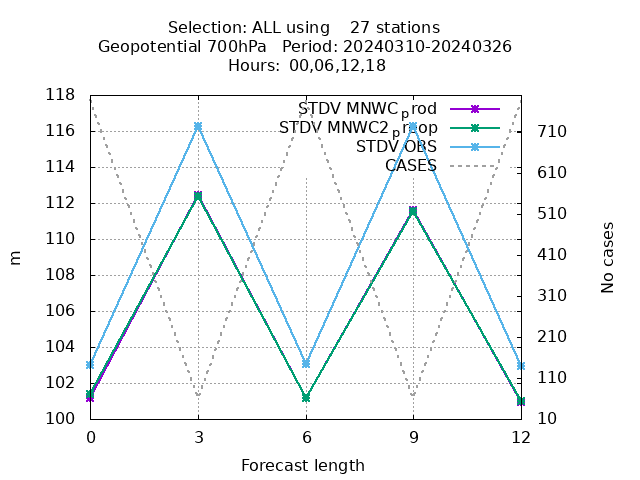 Selection: ALL using    27 stations
Geopotential 700hPa   Period: 20240310-20240326
Hours: 00,06,12,18
STDV MNWCprod
STDV MNWC2preop
STDV OBS
CASES
118
116
114
112
110
108
106
104
102
100
710
610
510
410
310
210
110
10
m
No cases
0 3 6 9 12
Forecast length